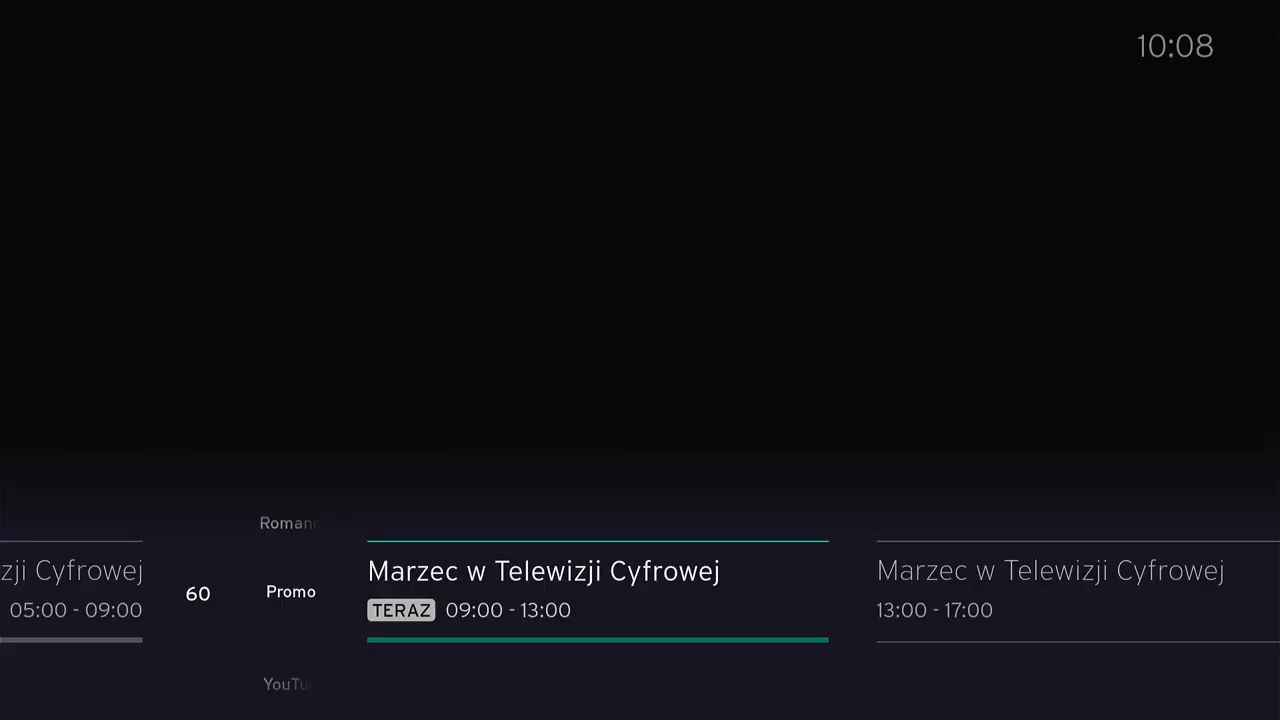 10:08
Roman
zji Cyfrowej
05:00 - 09:00
60
Promo
Marzec w Telewizji Cyfrowej
TERAZ 09:00 - 13:00
Marzec w Telewizji Cyfrowej
13:00 - 17:00
YouTu